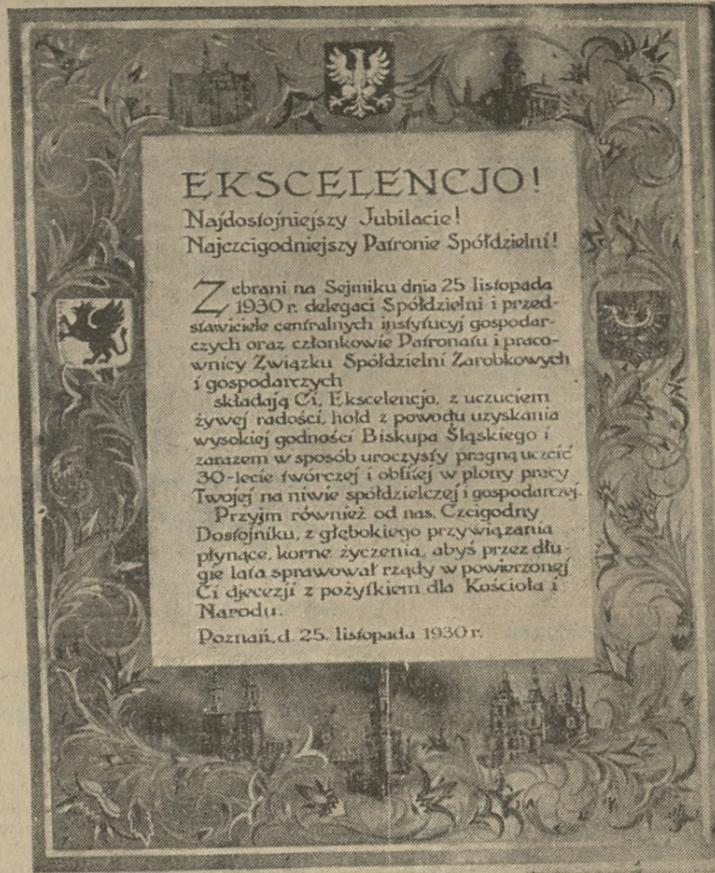 EKSCELENCJO!
Najdostojniejszy Jubilacie!
Najczcigodniejszy Patronie Spółdzielni!
Zebrani na Sejmiku dnia 25 listopada
1930 r. delegaci Spółdzielni i przed-
stawiciele centralnych instytucyj gospodar-
czych oraz członkowie Patronatu i praco-
wnicy Związku Spółdzielni Zarobkowych
i gospodarczych
składają Ci, Ekscelencjo, z uczuciem
żywej radości, hołd z powodu uzyskania
wysokiej godności Biskupa Śląskiego i
zarazem w sposób uroczysty pragną uczcić
30-lecie twórczej i obfitej w plony pracy
Twojej na niwie spółdzielczej i gospodarczej.
Przyjm również od nas, Czcigodny
Dostojniku, z głębokiego przywiązania
płynące, korne życzenia, abyś przez dłu-
gie lata sprawował rządy w powierzonej
Ci djecezji z pożytkiem dla Kościoła i
Narodu.
Poznań, d. 25. listopada 1930 r.